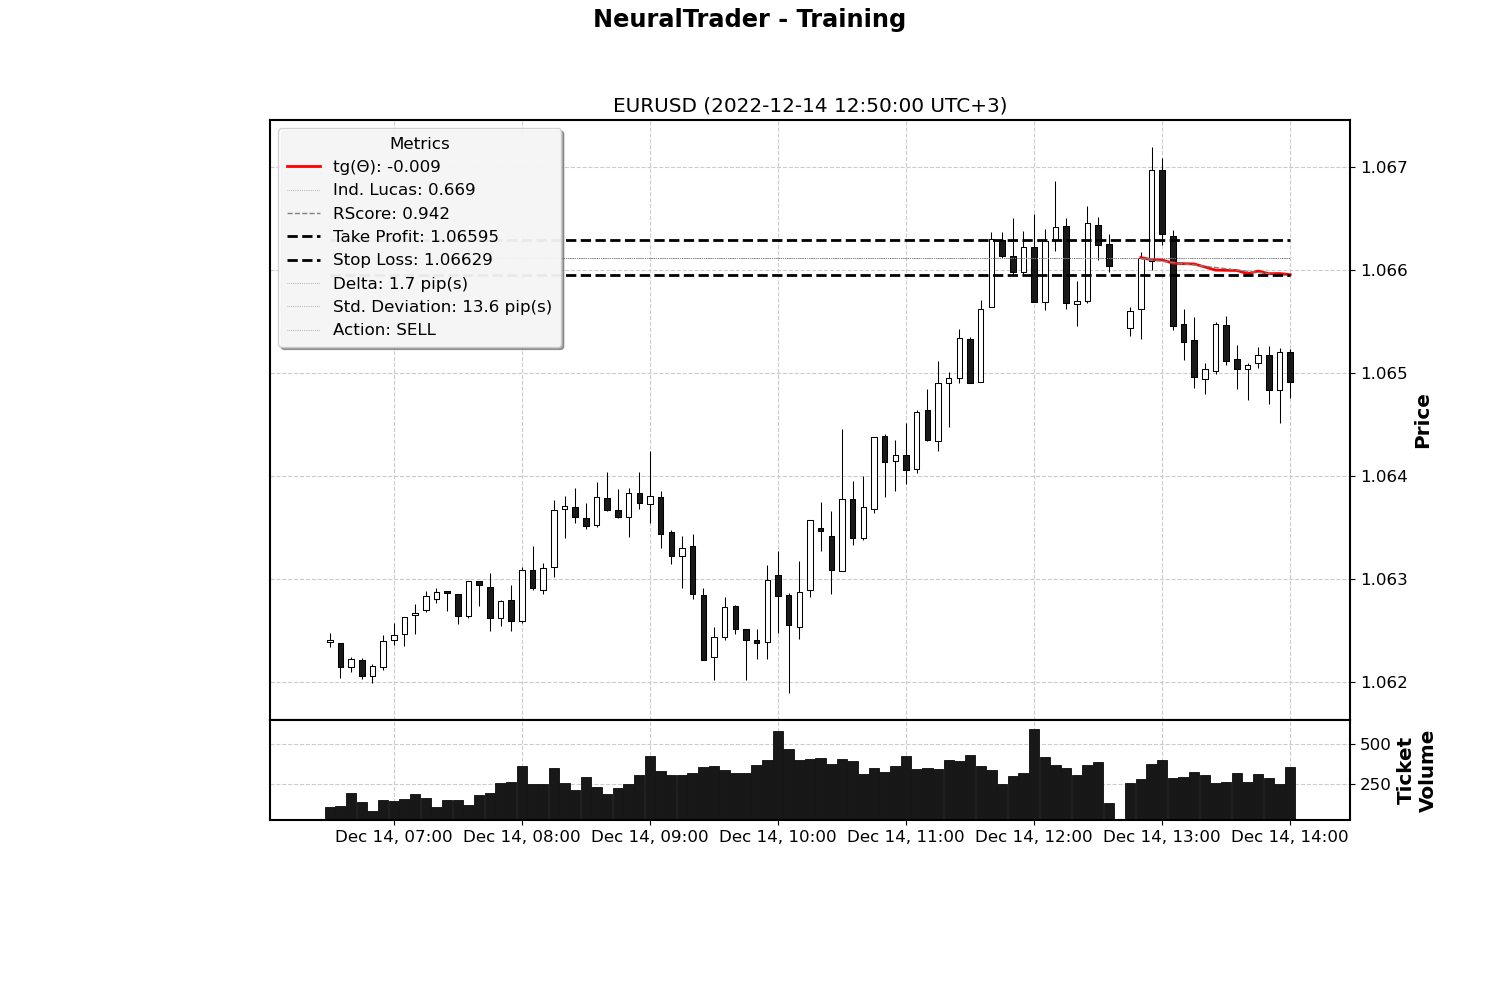 NeuralTrader - Training
EURUSD (2022-12-14 12:50:00 UTC+3)
Metrics
tg(Θ): -0.009
Ind. Lucas: 0.669
RScore: 0.942
Take Profit: 1.06595
Stop Loss: 1.06629
Delta: 1.7 pip(s)
Std. Deviation: 13.6 pip(s)
Action: SELL
1.067
1.066
1.065
1.064
1.063
1.062
Price
500
250
Ticket
Volume
Dec 14, 07:00
Dec 14, 08:00
Dec 14, 09:00
Dec 14, 10:00
Dec 14, 11:00
Dec 14, 12:00
Dec 14, 13:00
Dec 14, 14:00